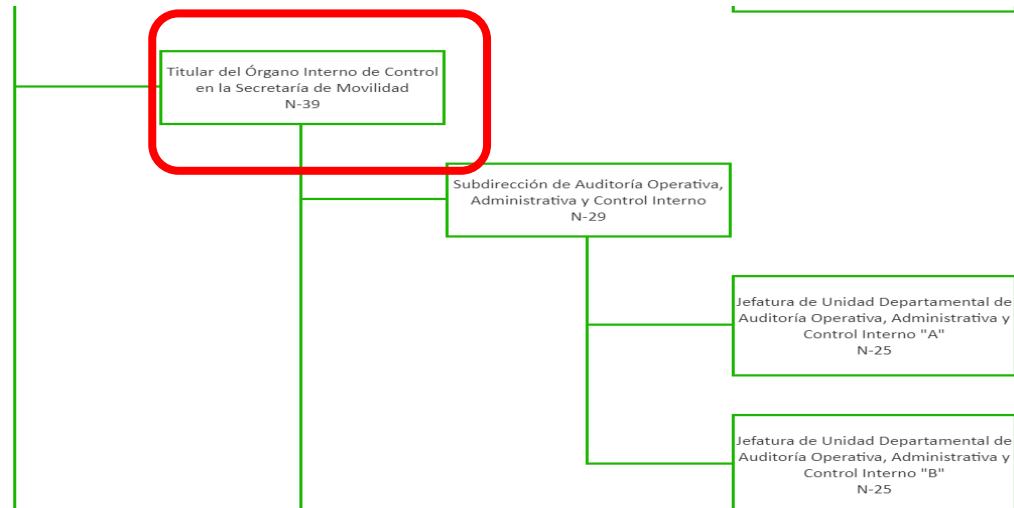 Titular del Órgano Interno de Control
en la Secretaría de Movilidad
N-39
Subdirección de Auditoría Operativa,
Administrativa y Control Interno
N-29
Jefatura de Unidad Departamental de
Auditoría Operativa, Administrativa y
Control Interno "A"
N-25
Jefatura de Unidad Departamental de
Auditoría Operativa, Administrativa y
Control Interno "B"
N-25